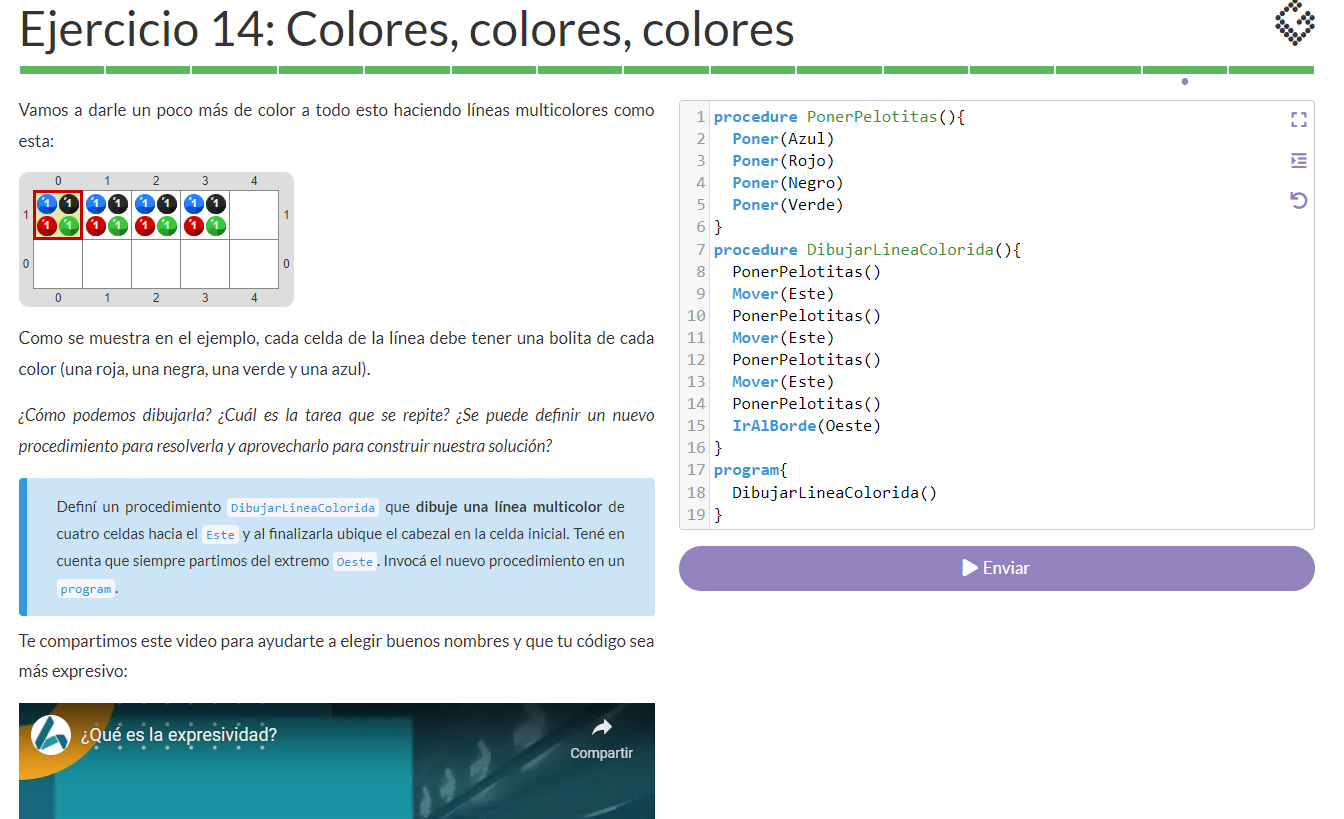 Ejercicio 14: Colores, colores, colores
Vamos a darle un poco más de color a todo esto haciendo líneas multicolores como
esta:
0 1 2 3 4
1 1 1 1 1 1 1 1 1 1
1 1 1 1 1 1 1 1
0 0
0 1 2 3 4
Como se muestra en el ejemplo, cada celda de la línea debe tener una bolita de cada
color (una roja, una negra, una verde y una azul).
¿Cómo podemos dibujarla? ¿Cuál es la tarea que se repite? ¿Se puede definir un nuevo
procedimiento para resolverla y aprovecharlo para construir nuestra solución?
Definí un procedimiento DibujarLineaColorida que dibuje una línea multicolor de
cuatro celdas hacia el Este y al finalizarla ubique el cabezal en la celda inicial. Tené en
cuenta que siempre partimos del extremo Oeste. Invocá el nuevo procedimiento en un
program.
Te compartimos este video para ayudarte a elegir buenos nombres y que tu código sea
más expresivo:
¿Qué es la expresividad?
Compartir
1 procedure PonerPelotitas(){
2 Poner(Azul)
3 Poner(Rojo)
4 Poner(Negro)
5 Poner(Verde)
6 }
7 procedure DibujarLineaColorida(){
8 PonerPelotitas()
9 Mover(Este)
10 PonerPelotitas()
11 Mover(Este)
12 PonerPelotitas()
13 Mover(Este)
14 PonerPelotitas()
15 IrAlBorde(Oeste)
16 }
17 program{
18 DibujarLineaColorida()
19 }
Enviar